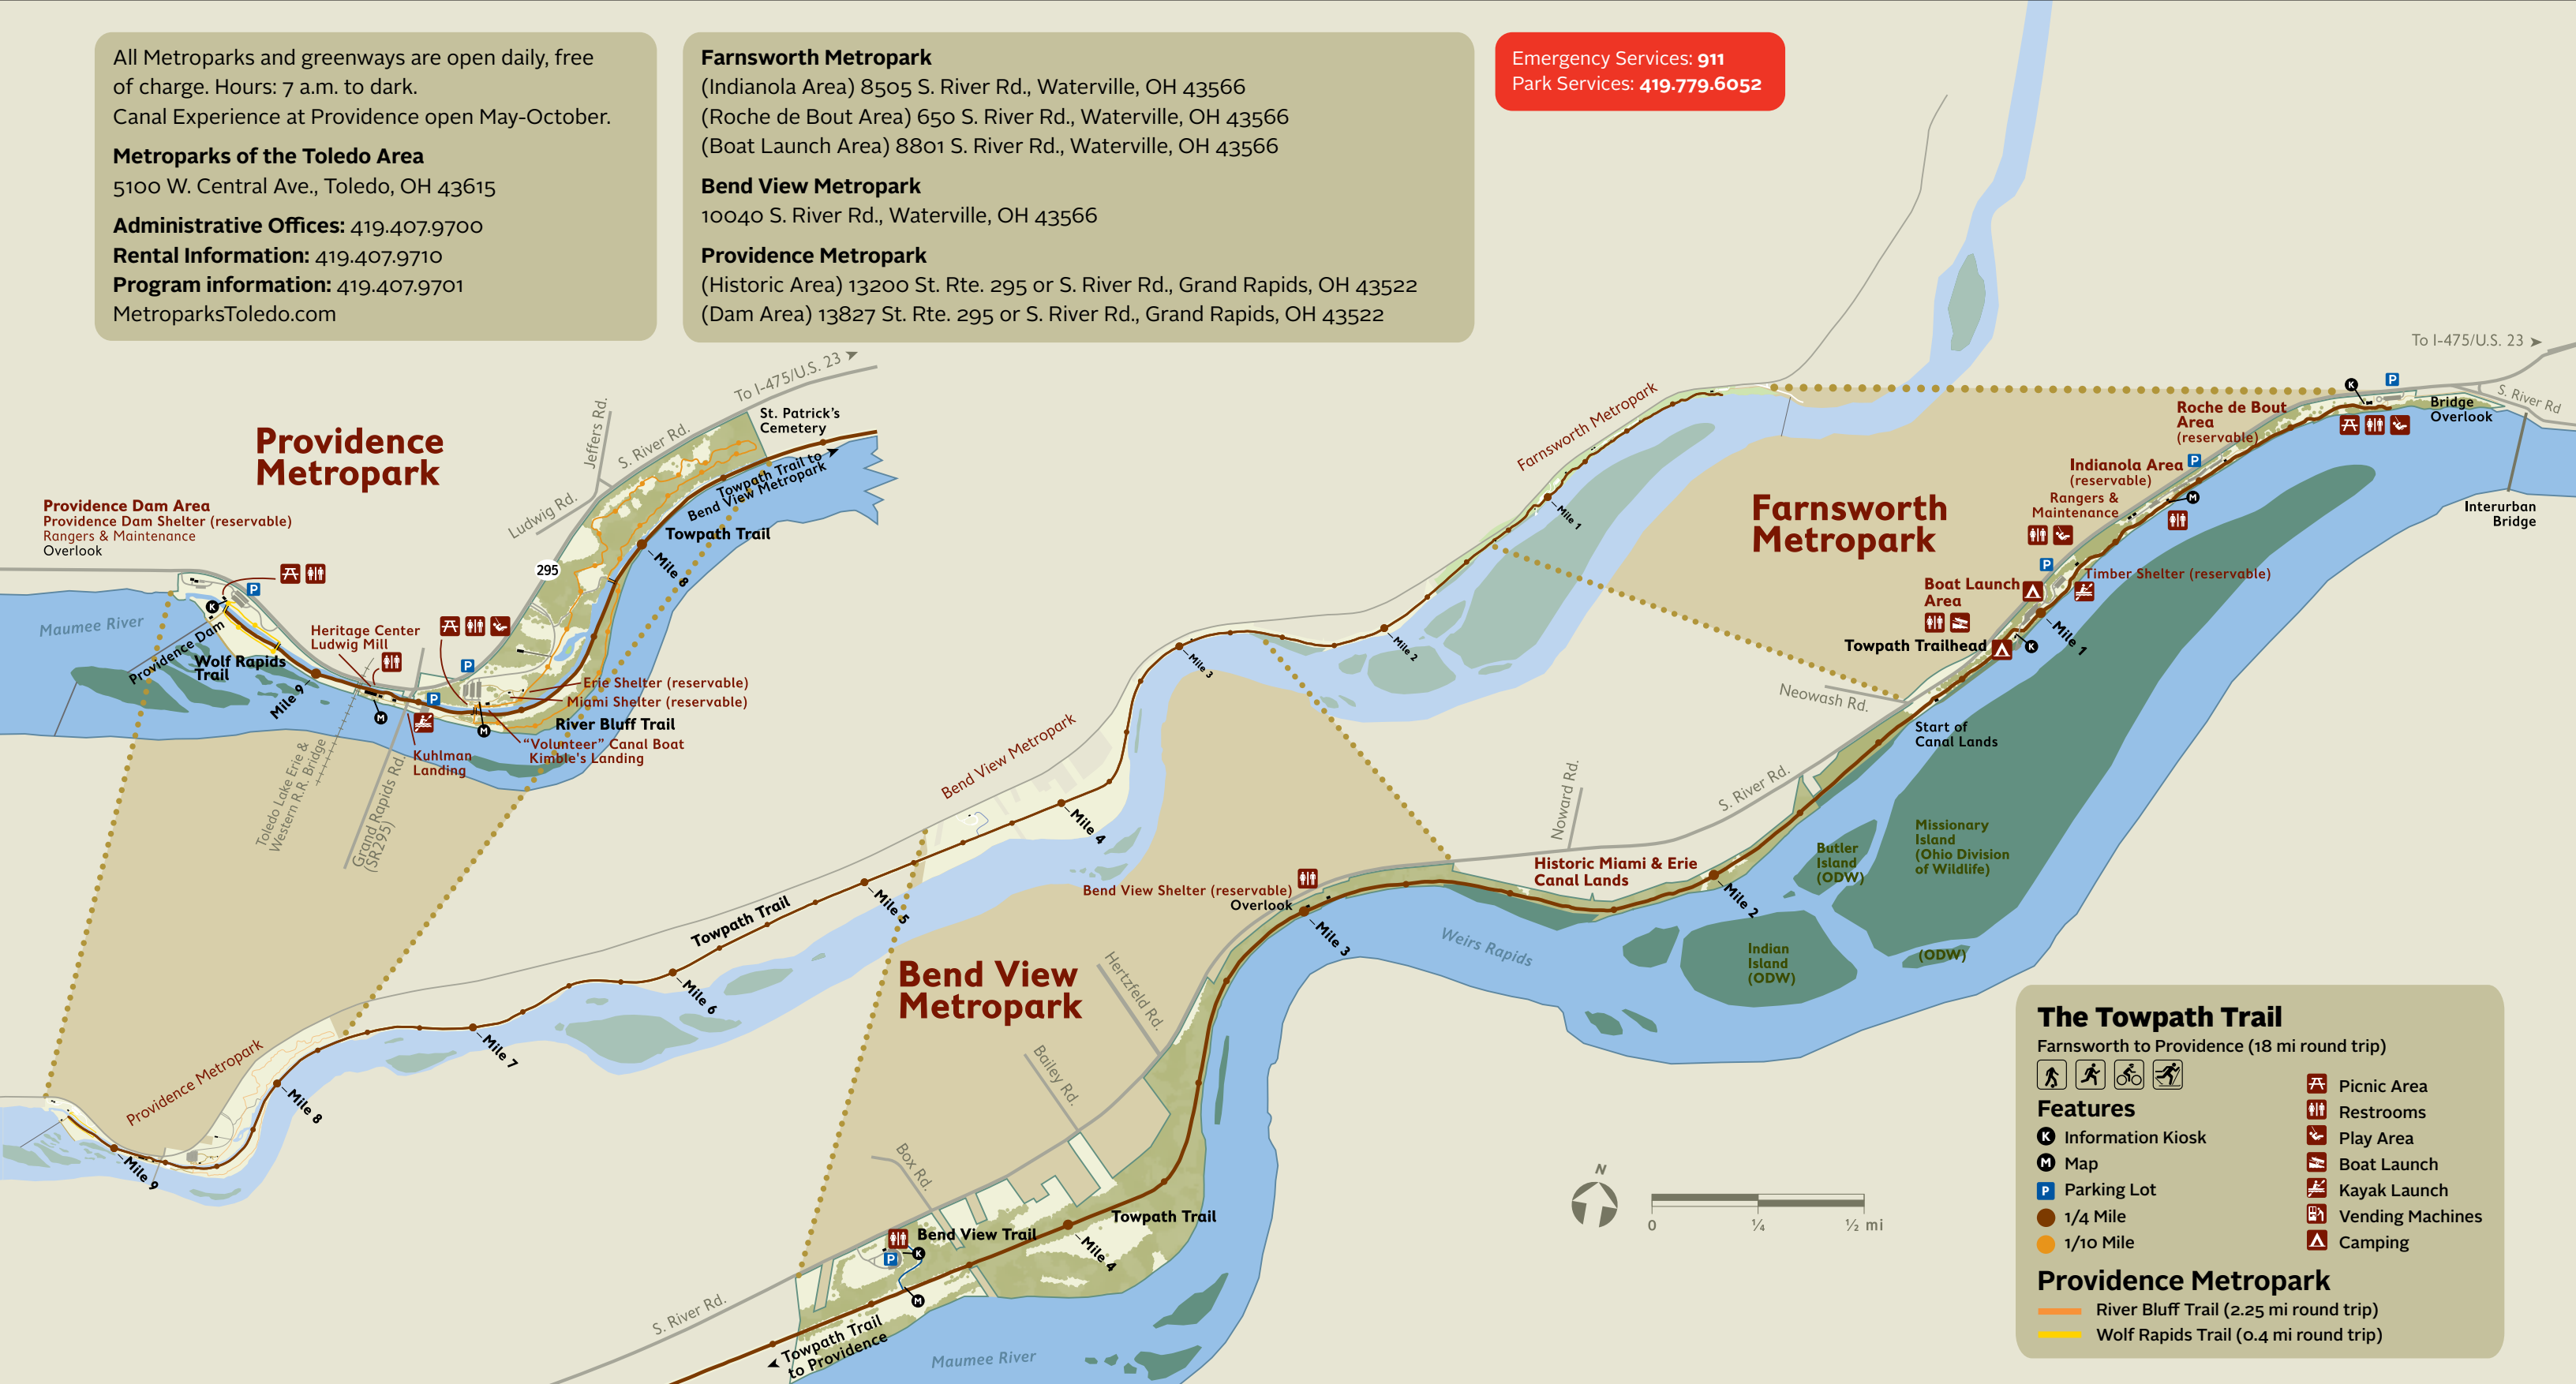 All Metroparks and greenways are open daily, free
of charge. Hours: 7 a.m. to dark.
Canal Experience at Providence open May-October.
Metroparks of the Toledo Area
5100 W. Central Ave., Toledo, OH 43615
Administrative Offices: 419.407.9700
Rental Information: 419.407.9710
Program information: 419.407.9701
MetroparksToledo.com
Farnsworth Metropark
(Indianola Area) 8505 S. River Rd., Waterville, OH 43566
(Roche de Bout Area) 650 S. River Rd., Waterville, OH 43566
(Boat Launch Area) 8801 S. River Rd., Waterville, OH 43566
Bend View Metropark
10040 S. River Rd., Waterville, OH 43566
Providence Metropark
(Historic Area) 13200 St. Rte. 295 or S. River Rd., Grand Rapids, OH 43522
(Dam Area) 13827 St. Rte. 295 or S. River Rd., Grand Rapids, OH 43522
Emergency Services: 911
Park Services: 419.779.6052
Providence
Metropark
Providence Dam Area
Providence Dam Shelter (reservable)
Rangers & Maintenance
Overlook
Maumee River
Providence Dam
Wolf Rapids
Trail
Mile 9
K
P
Heritage Center
Ludwig Mill
M
P
P
M
Toledo Lake Erie &
Western R.R. Bridge
Grand Rapids Rd.
(SR295)
Kuhlman
Landing
"Volunteer" Canal Boat
Kimble's Landing
River Bluff Trail
Miami Shelter (reservable)
Erie Shelter (reservable)
295
Ludwig Rd.
Jeffers Rd.
S. River Rd.
To I-475/U.S. 23
St. Patrick's
Cemetery
Towpath Trail to
Bend View Metropark
Towpath Trail
Mile 8
Farnsworth Metropark
Mile 1
Mile 2
Mile 3
Bend View Metropark
Mile 4
Mile 5
Towpath Trail
Mile 6
Mile 7
Mile 8
Providence Metropark
Mile 9
Farnsworth
Metropark
To I-475/U.S. 23
S. River Rd
K
P
Bridge
Overlook
Interurban
Bridge
Roche de Bout
Area
(reservable)
P
Indianola Area
(reservable)
M
Rangers &
Maintenance
P
Timber Shelter (reservable)
Boat Launch
Area
Towpath Trailhead
K
Mile 1
Neowash Rd.
Start of
Canal Lands
S. River Rd.
Noward Rd.
Historic Miami & Erie
Canal Lands
Mile 2
Butler
Island
(ODW)
Missionary
Island
(Ohio Division
of Wildlife)
Indian
Island
(ODW)
(ODW)
Weirs Rapids
Bend View Shelter (reservable)
Overlook
Mile 3
Bend View
Metropark
Hertzfeld Rd.
Bailey Rd.
Box Rd.
Bend View Trail
K
P
M
Towpath Trail
Mile 4
S. River Rd.
Towpath Trail
to Providence
Maumee River
N
0 ¼ ½ mi
The Towpath Trail
Farnsworth to Providence (18 mi round trip)
Features
K Information Kiosk
M Map
P Parking Lot
1/4 Mile
1/10 Mile
Picnic Area
Restrooms
Play Area
Boat Launch
Kayak Launch
Vending Machines
Camping
Providence Metropark
River Bluff Trail (2.25 mi round trip)
Wolf Rapids Trail (0.4 mi round trip)